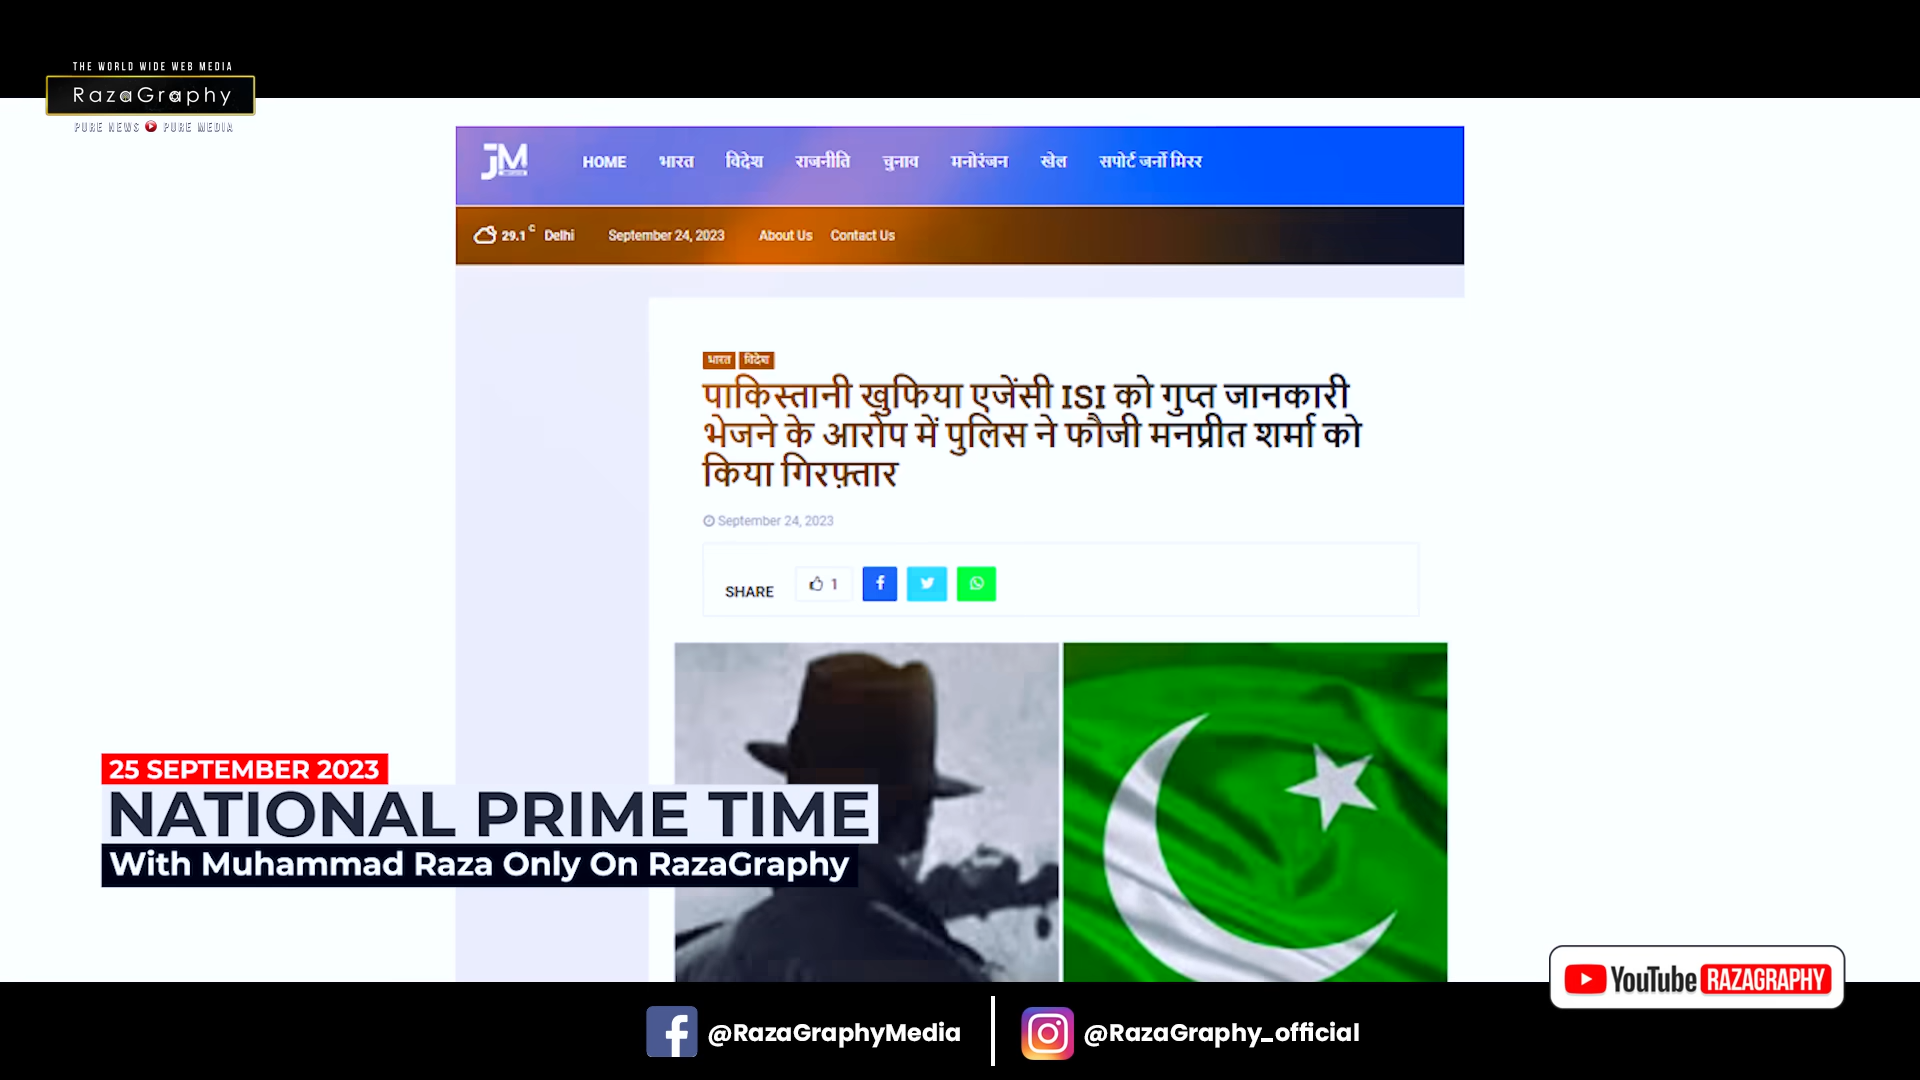 THE WORLD WIDE WEB MEDIA
RazaGraphy
PURE NEWS PURE MEDIA
JM
HOME भारत विदेश राजनीति चुनाव मनोरंजन खेल सपोर्ट जर्नो मिरर
29.1 C Delhi September 24, 2023 About Us Contact Us
भारत विदेश
पाकिस्तानी खुफिया एजेंसी ISI को गुप्त जानकारी
भेजने के आरोप में पुलिस ने फौजी मनप्रीत शर्मा को
किया गिरफ़्तार
September 24, 2023
SHARE 1
25 SEPTEMBER 2023
NATIONAL PRIME TIME
With Muhammad Raza Only On RazaGraphy
YouTube RAZAGRAPHY
@RazaGraphyMedia
@RazaGraphy_official